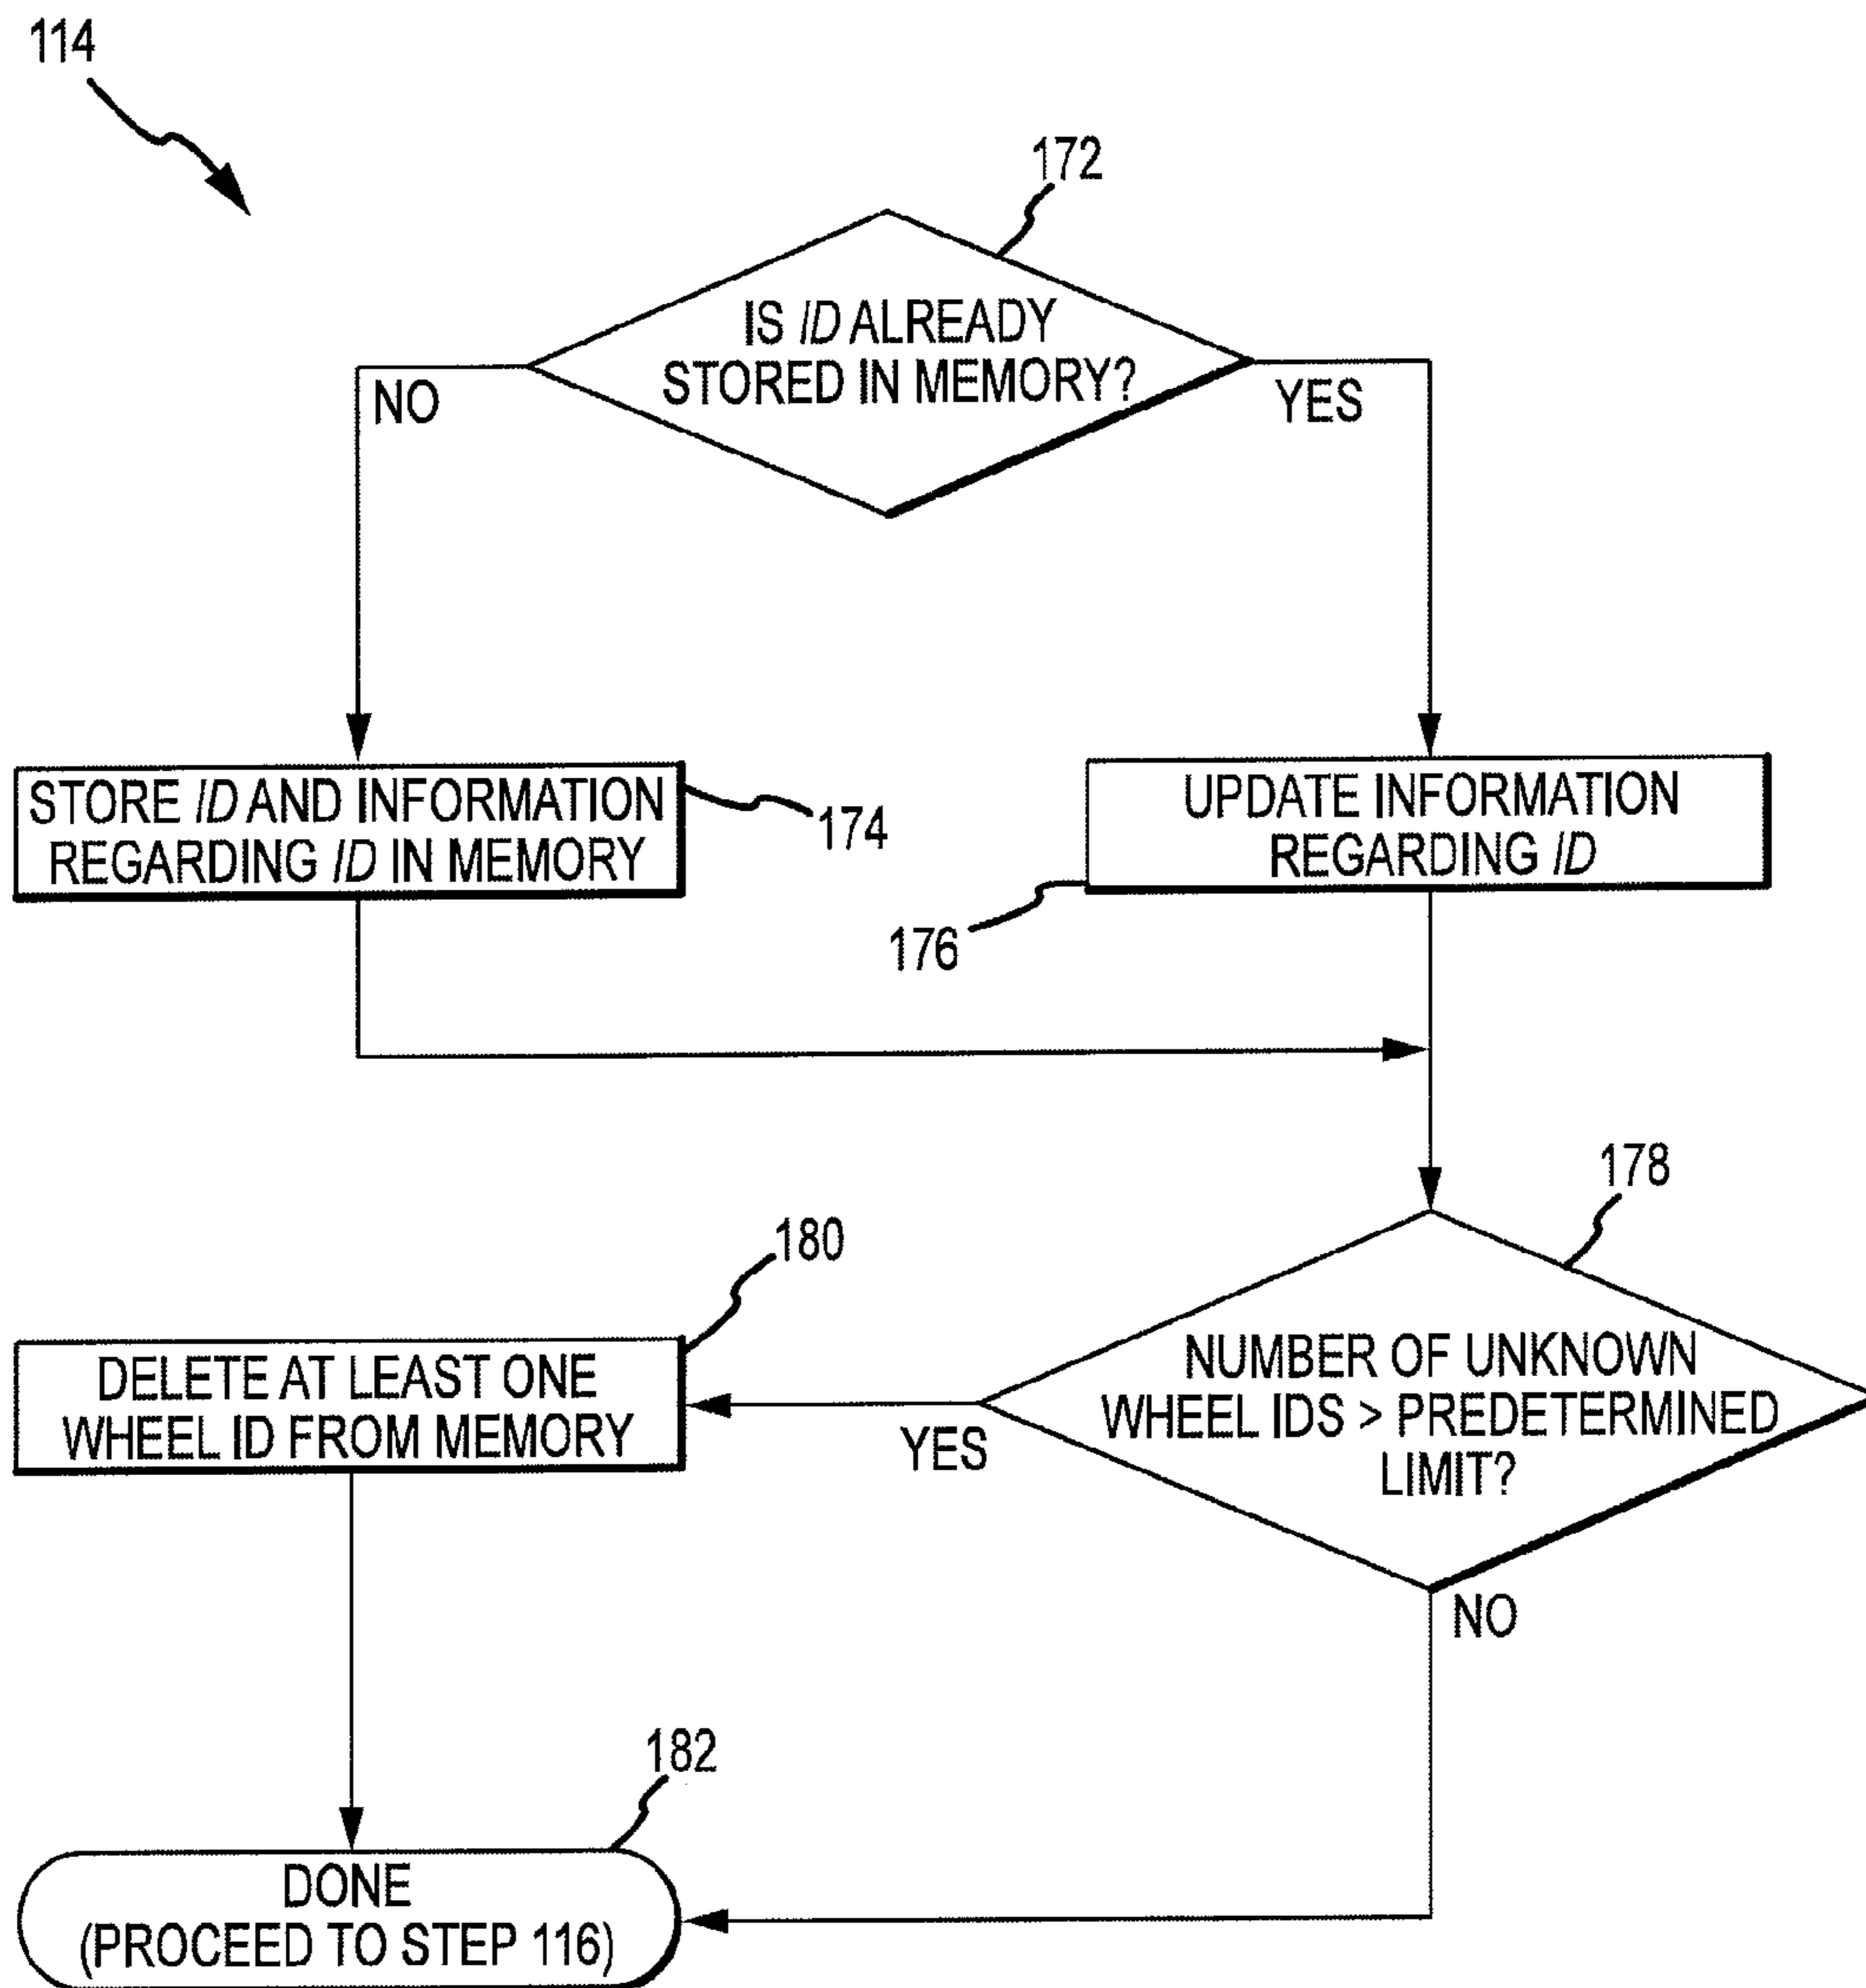 114
172
IS ID ALREADY
STORED IN MEMORY?
NO
YES
STORE ID AND INFORMATION
REGARDING ID IN MEMORY
174
UPDATE INFORMATION
REGARDING ID
176
178
180
NUMBER OF UNKNOWN
WHEEL IDS > PREDETERMINED
LIMIT?
DELETE AT LEAST ONE
WHEEL ID FROM MEMORY
YES
NO
182
DONE
(PROCEED TO STEP 116)